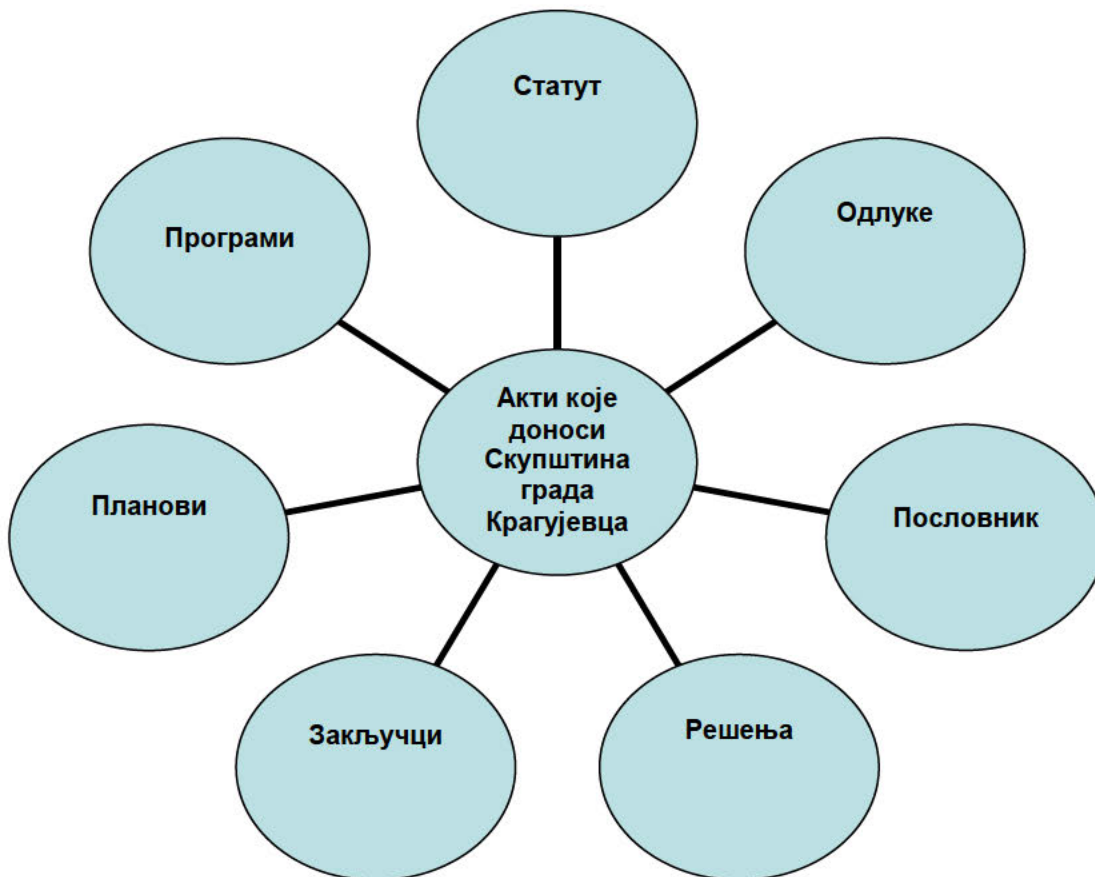 Статут
Одлуке
Програми
Акти које
доноси
Скупштина
града
Крагујевца
Планови
Пословник
Закључци
Решења